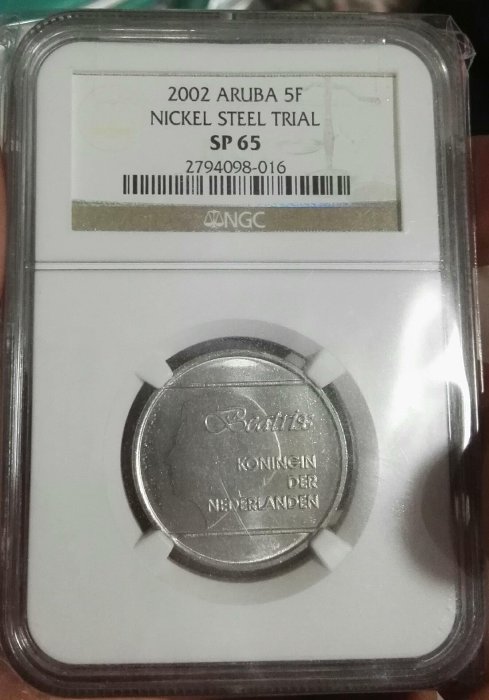 2002 ARUBA 5F
NICKEL STEEL TRIAL
SP 65
2794098-016
NGC
Beatrix
KONINGIN
DER
NEDERLANDEN